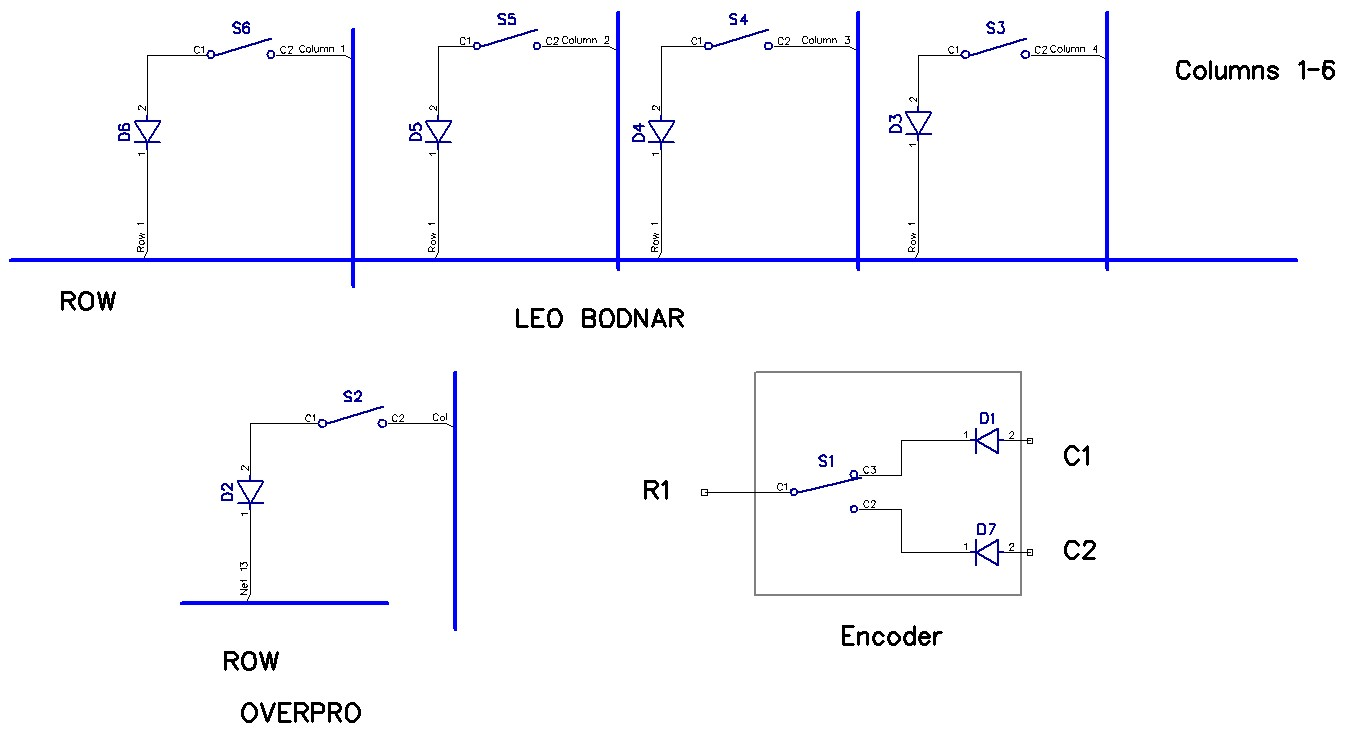 S6
C1 C2 Column 1
2
D6
1
Row 1
S5
C1 C2 Column 2
2
D5
1
Row 1
S4
C1 C2 Column 3
2
D4
1
Row 1
S3
C1 C2 Column 4
2
D3
1
Row 1
Columns 1-6
ROW
LEO BODNAR
S2
C1 C2 Col
2
D2
1
Net 13
ROW
OVERPRO
R1
S1
C1
C3
C2
D1
1 2
C1
D7
1 2
C2
Encoder